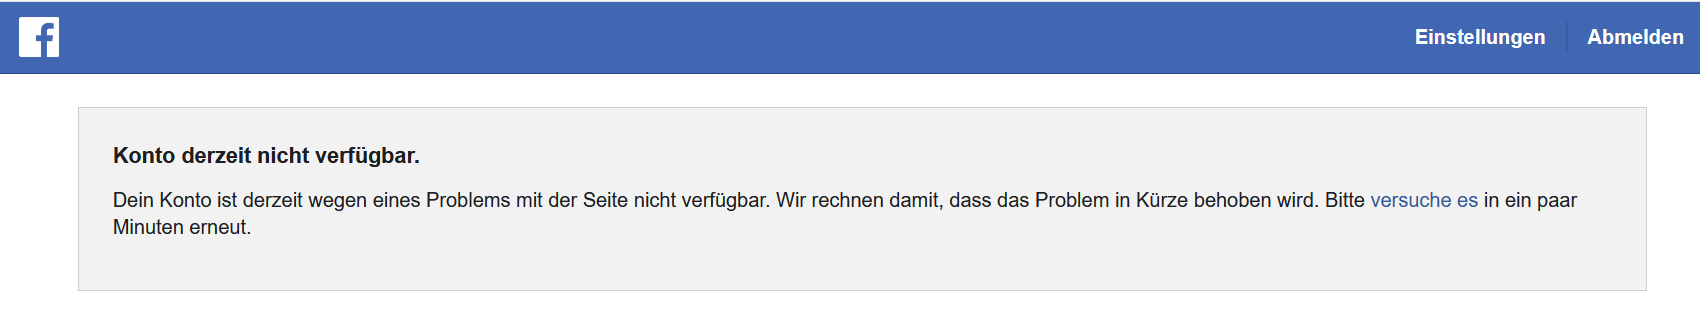 Einstellungen Abmelden
Konto derzeit nicht verfügbar.
Dein Konto ist derzeit wegen eines Problems mit der Seite nicht verfügbar. Wir rechnen damit, dass das Problem in Kürze behoben wird. Bitte versuche es in ein paar
Minuten erneut.